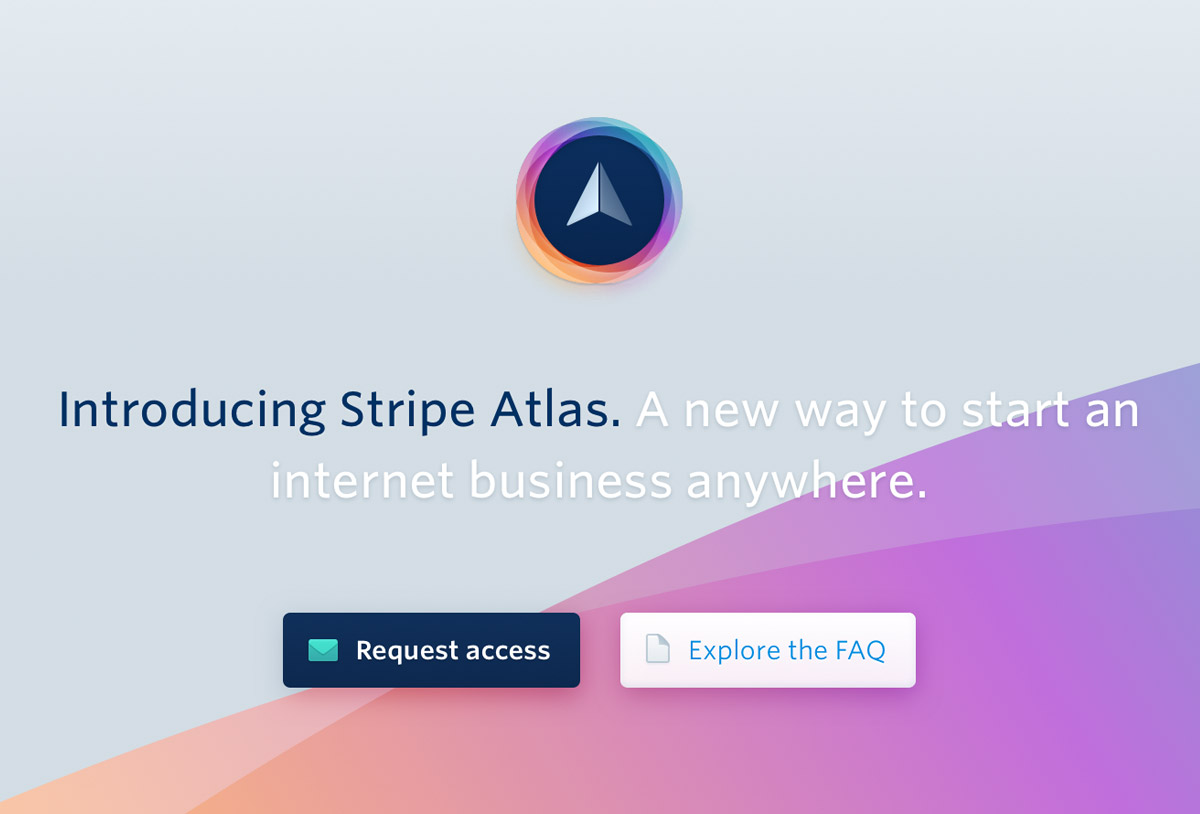 Introducing Stripe Atlas. A new way to start an
internet business anywhere.
Request access
Explore the FAQ